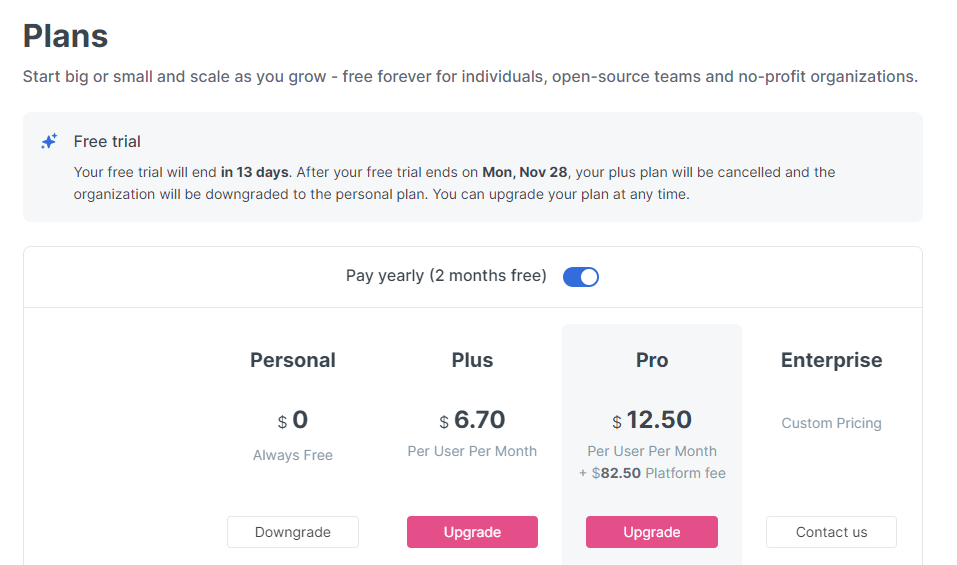 Plans
Start big or small and scale as you grow - free forever for individuals, open-source teams and no-profit organizations.
Free trial
Your free trial will end in 13 days. After your free trial ends on Mon, Nov 28, your plus plan will be cancelled and the
organization will be downgraded to the personal plan. You can upgrade your plan at any time.
Pay yearly (2 months free)
Personal
$ 0
Always Free
Downgrade
Plus
$ 6.70
Per User Per Month
Upgrade
Pro
$ 12.50
Per User Per Month
+ $82.50 Platform fee
Upgrade
Enterprise
Custom Pricing
Contact us